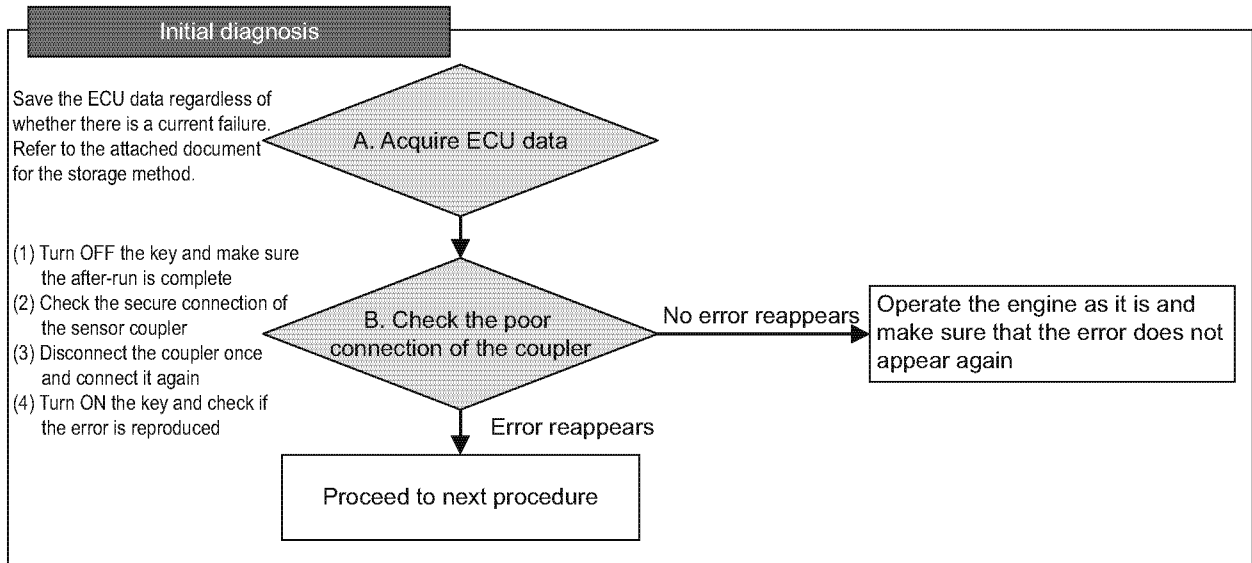 Initial diagnosis
Save the ECU data regardless of
whether there is a current failure.
Refer to the attached document
for the storage method.
A. Acquire ECU data
(1) Turn OFF the key and make sure
the after-run is complete
(2) Check the secure connection of
the sensor coupler
(3) Disconnect the coupler once
and connect it again
(4) Turn ON the key and check if
the error is reproduced
B. Check the poor
connection of the coupler
No error reappears
Operate the engine as it is and
make sure that the error does not
appear again
Error reappears
Proceed to next procedure